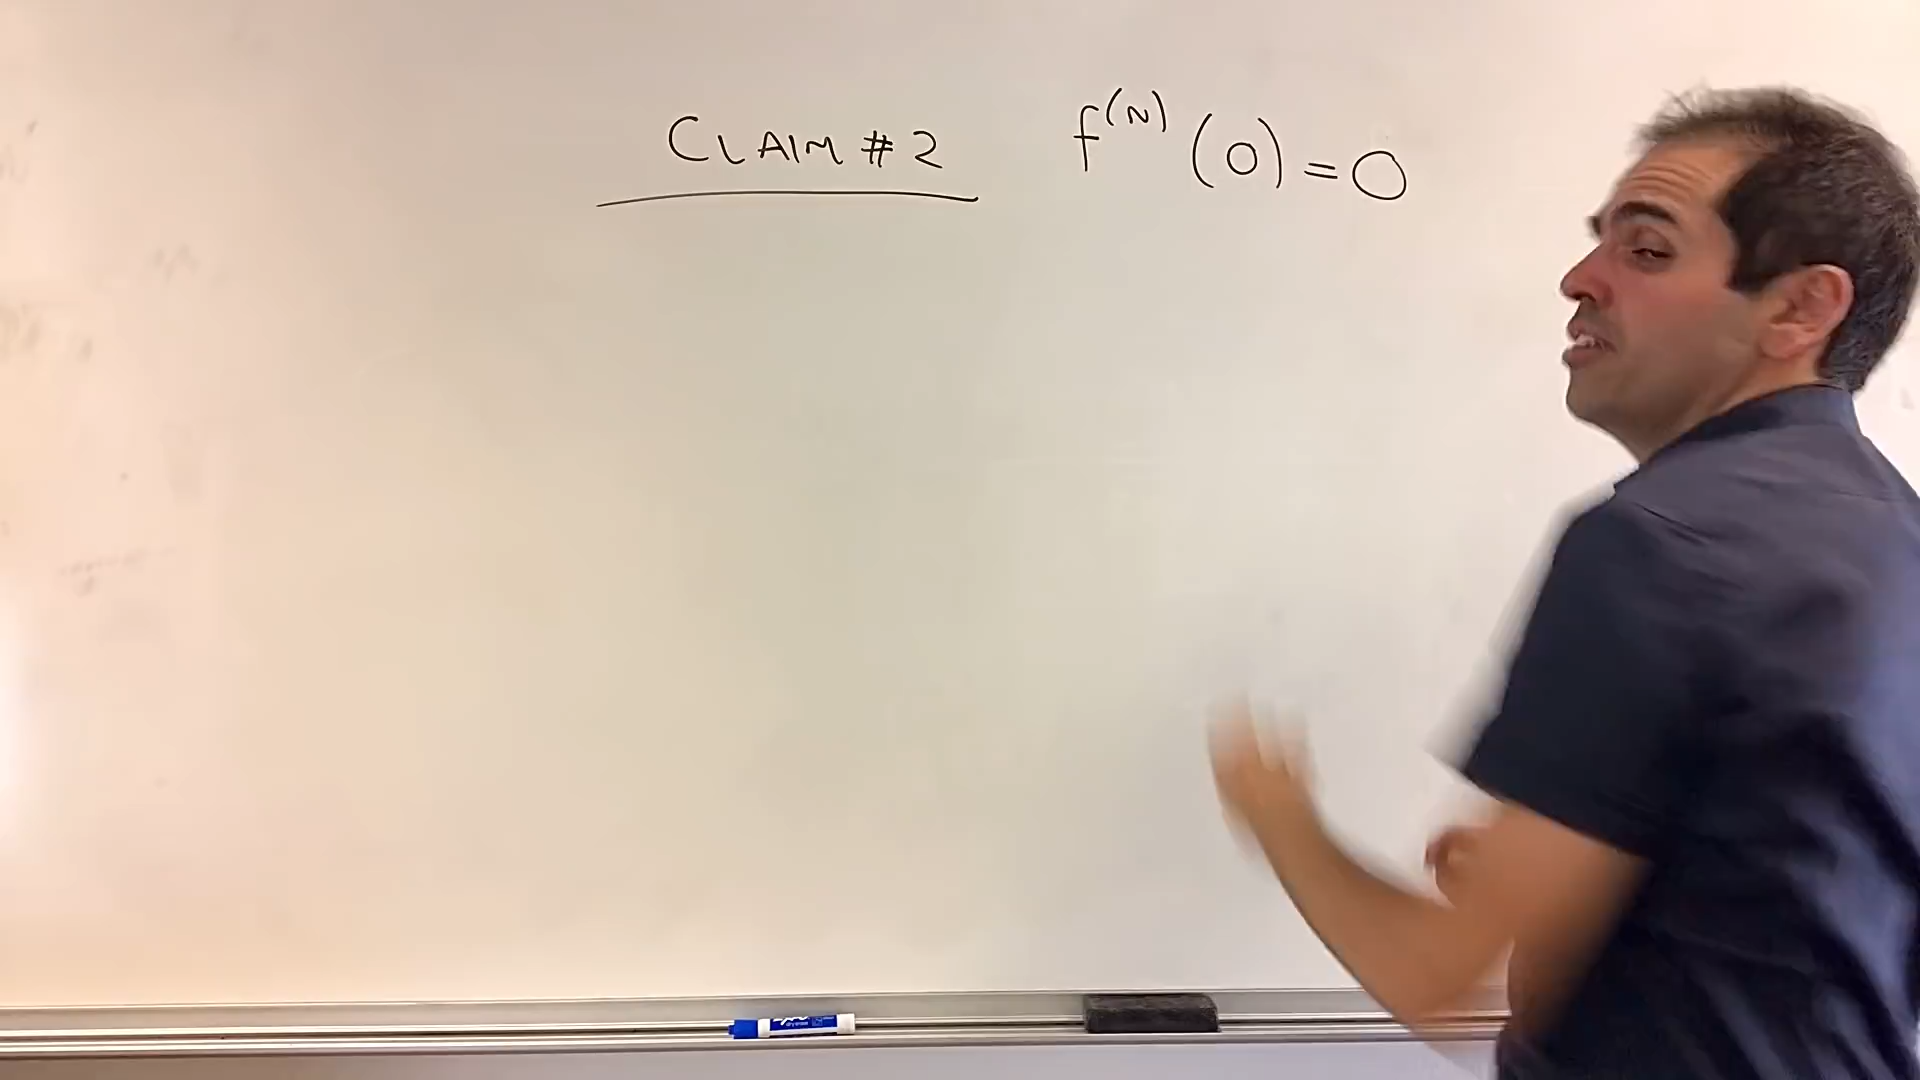 CLAIM #2 f^(N) (0) = 0